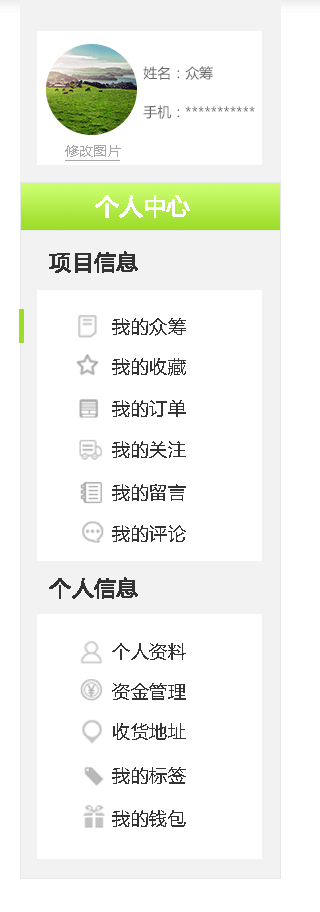 姓名：众筹
手机：***********
修改图片
个人中心
项目信息
我的众筹
我的收藏
我的订单
我的关注
我的留言
我的评论
个人信息
个人资料
资金管理
收货地址
我的标签
我的钱包